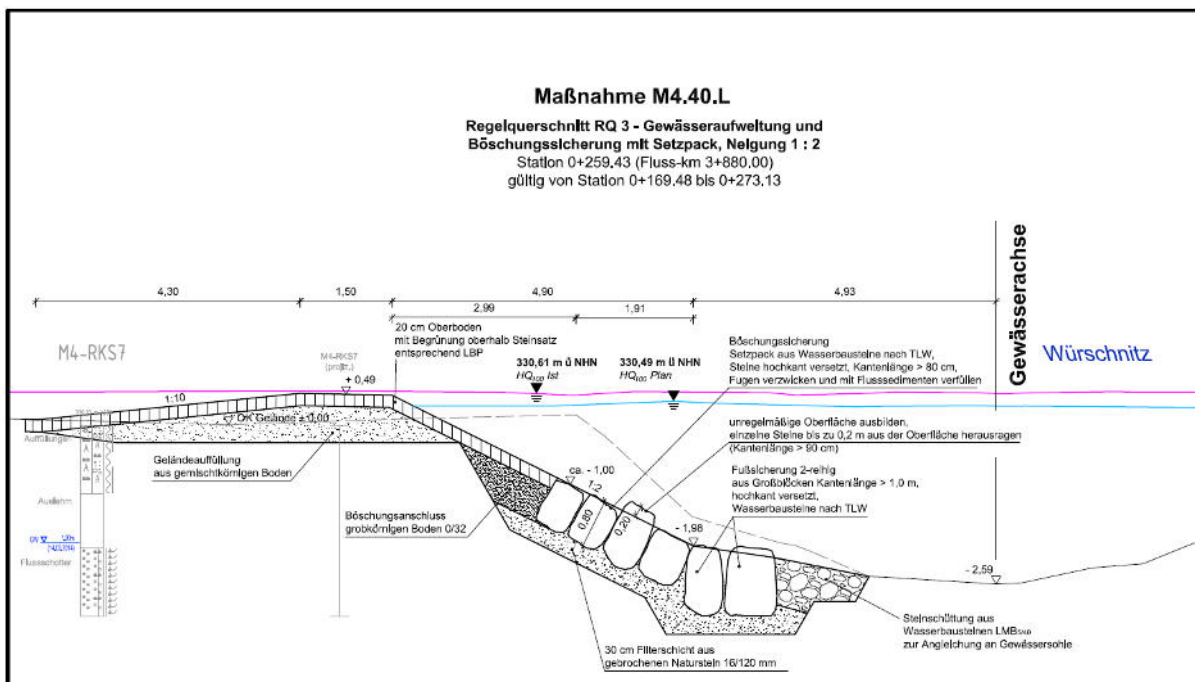 Maßnahme M4.40.L
Regelquerschnitt RQ 3 - Gewässeraufweitung und
Böschungssicherung mit Setzpack, Neigung 1 : 2
Station 0+259.43 (Fluss-km 3+880.00)
gültig von Station 0+169.48 bis 0+273.13
Gewässerachse
Würschnitz
4,30
1,50
4,90
4,93
2,99
1,91
M4-RKS7
M4-RKS7
(projiz.)
+ 0,49
20 cm Oberboden
mit Begrünung oberhalb Steinsatz
entsprechend LBP
330,61 m ü NHN
HQ100 Ist
330,49 m ü NHN
HQ100 Plan
Böschungssicherung
Setzpack aus Wasserbausteine nach TLW,
Steine hochkant versetzt, Kantenlänge > 80 cm,
Fugen verzwicken und mit Flusssedimenten verfüllen
1:10
OK Gelände ± 0,00
Auffüllung
unregelmäßige Oberfläche ausbilden,
einzelne Steine bis zu 0,2 m aus der Oberfläche herausragen
(Kantenlänge > 90 cm)
Geländeauffüllung
aus gemischtkörnigen Boden
ca. - 1,00
1:2
Fußsicherung 2-reihig
aus Großblöcken Kantenlänge > 1,0 m,
hochkant versetzt,
Wasserbausteine nach TLW
Auelehm
0,80
0,20
- 1,98
Böschungsanschluss
grobkörnigen Boden 0/32
Flussschotter
- 2,59
Steinschüttung aus
Wasserbausteinen LMB
zur Angleichung an Gewässersohle
30 cm Filterschicht aus
gebrochenen Naturstein 16/120 mm